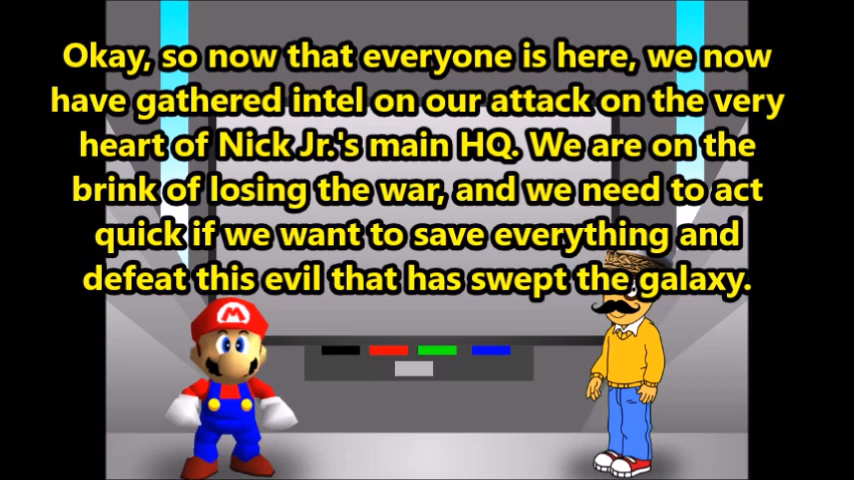 Okay, so now that everyone is here, we now
have gathered intel on our attack on the very
heart of Nick Jr.'s main HQ. We are on the
brink of losing the war, and we need to act
quick if we want to save everything and
defeat this evil that has swept the galaxy.
M